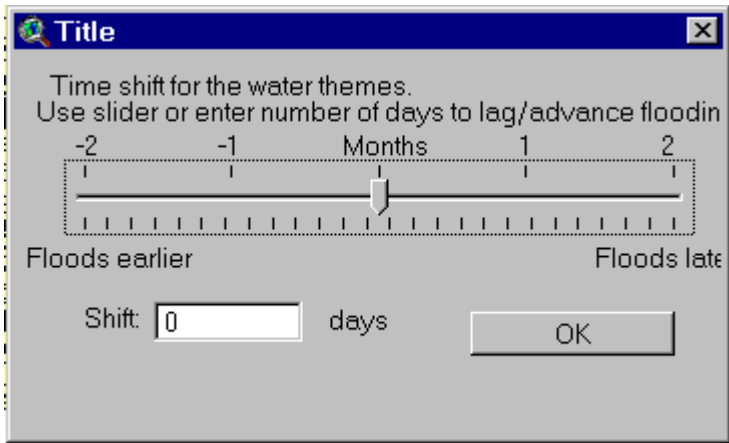 Title
Time shift for the water themes.
Use slider or enter number of days to lag/advance floodin
-2 -1 Months 1 2
Floods earlier Floods late
Shift: 0 days OK